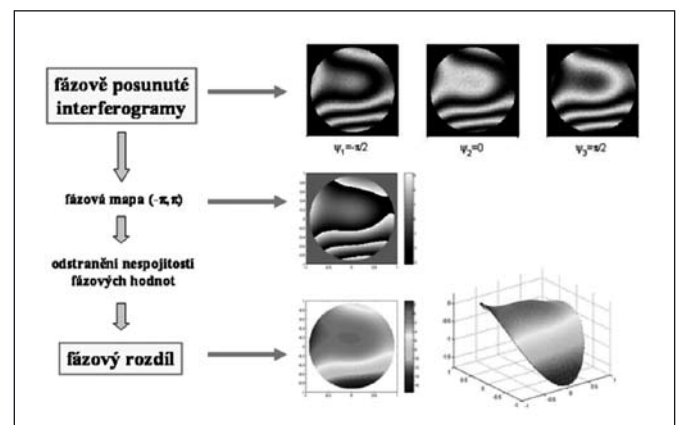 fázově posunuté
interferogramy
ψ₁=-π/2
ψ₂=0
ψ₃=π/2
fázová mapa (-π,π)
odstranění nespojitostí
fázových hodnot
fázový rozdíl